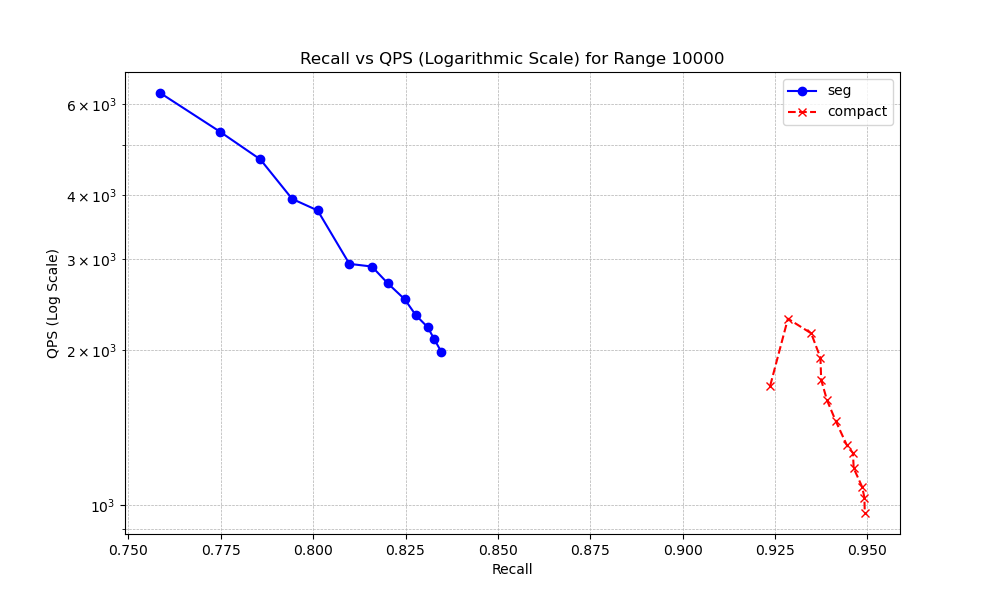 Recall vs QPS (Logarithmic Scale) for Range 10000
seg
compact
QPS (Log Scale)
6 × 10³
4 × 10³
3 × 10³
2 × 10³
10³
0.750 0.775 0.800 0.825 0.850 0.875 0.900 0.925 0.950
Recall